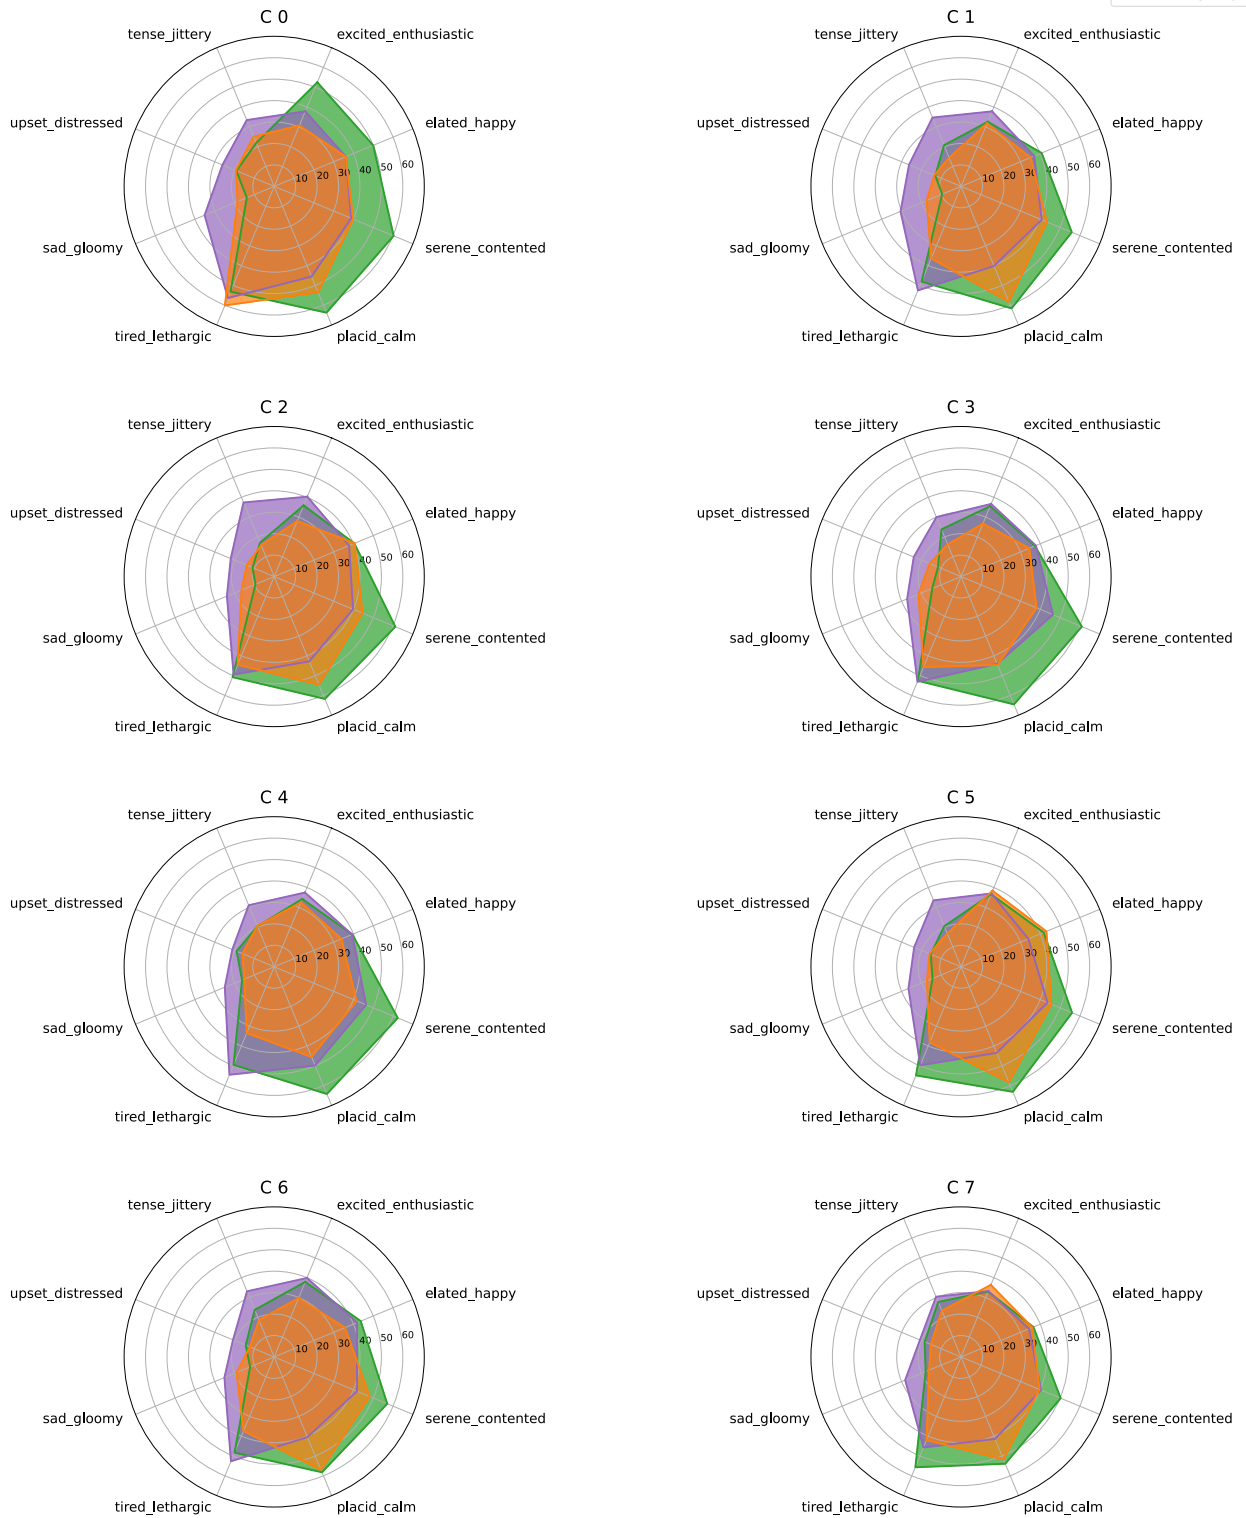 C 0
tense_jittery
excited_enthusiastic
upset_distressed
elated_happy
10 20 30 40 50 60
sad_gloomy
serene_contented
tired_lethargic
placid_calm
C 1
tense_jittery
excited_enthusiastic
upset_distressed
elated_happy
10 20 30 40 50 60
sad_gloomy
serene_contented
tired_lethargic
placid_calm
C 2
tense_jittery
excited_enthusiastic
upset_distressed
elated_happy
10 20 30 40 50 60
sad_gloomy
serene_contented
tired_lethargic
placid_calm
C 3
tense_jittery
excited_enthusiastic
upset_distressed
elated_happy
10 20 30 40 50 60
sad_gloomy
serene_contented
tired_lethargic
placid_calm
C 4
tense_jittery
excited_enthusiastic
upset_distressed
elated_happy
10 20 30 40 50 60
sad_gloomy
serene_contented
tired_lethargic
placid_calm
C 5
tense_jittery
excited_enthusiastic
upset_distressed
elated_happy
10 20 30 40 50 60
sad_gloomy
serene_contented
tired_lethargic
placid_calm
C 6
tense_jittery
excited_enthusiastic
upset_distressed
elated_happy
10 20 30 40 50 60
sad_gloomy
serene_contented
tired_lethargic
placid_calm
C 7
tense_jittery
excited_enthusiastic
upset_distressed
elated_happy
10 20 30 40 50 60
sad_gloomy
serene_contented
tired_lethargic
placid_calm